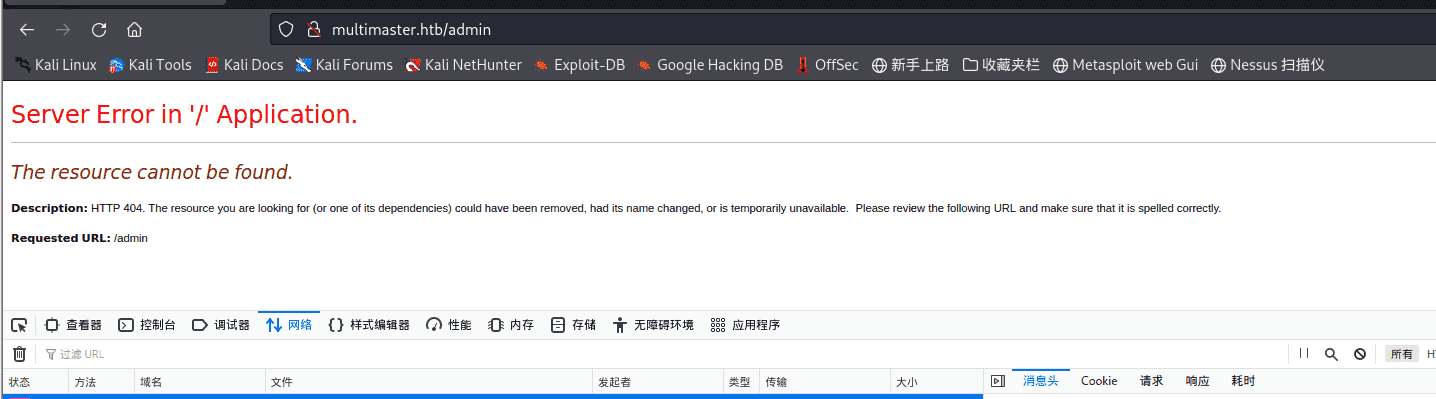 multimaster.htb/admin
Kali Linux Kali Tools Kali Docs Kali Forums Kali NetHunter Exploit-DB Google Hacking DB OffSec 新手上路 收藏夹栏 Metasploit web Gui Nessus 扫描仪
Server Error in '/' Application.
The resource cannot be found.
Description: HTTP 404. The resource you are looking for (or one of its dependencies) could have been removed, had its name changed, or is temporarily unavailable.  Please review the following URL and make sure that it is spelled correctly.
Requested URL: /admin
查看器 控制台 调试器 网络 样式编辑器 性能 内存 存储 无障碍环境 应用程序
过滤 URL 所有
状态 方法 域名 文件 发起者 类型 传输 大小 消息头 Cookie 请求 响应 耗时